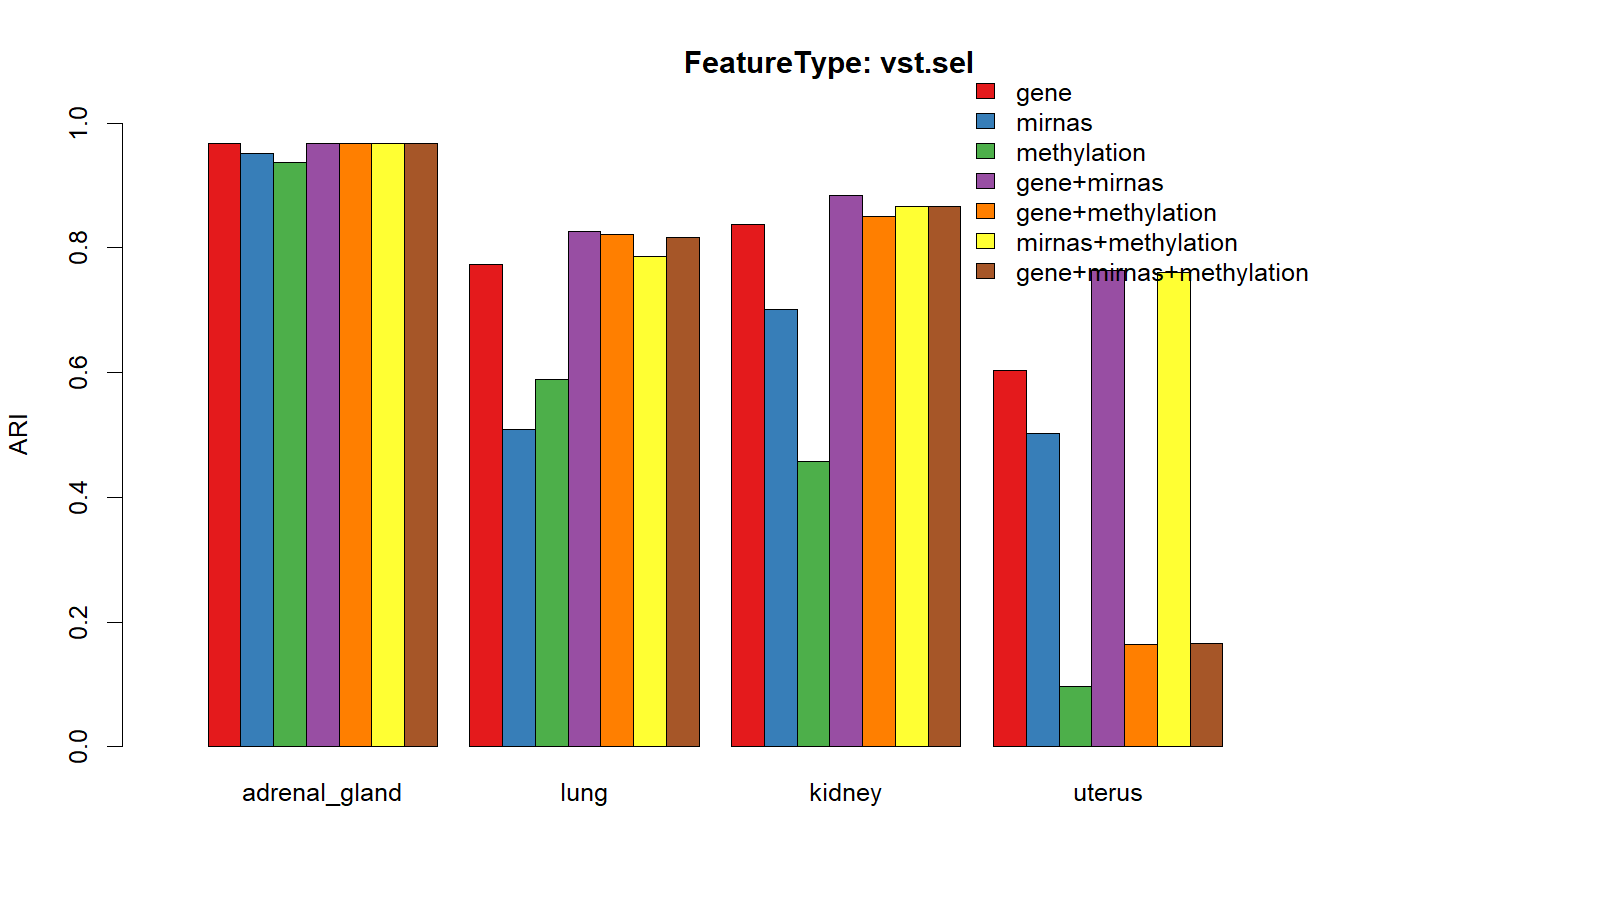 FeatureType: vst.sel
gene
mirnas
methylation
gene+mirnas
gene+methylation
mirnas+methylation
gene+mirnas+methylation
ARI
1.0
0.8
0.6
0.4
0.2
0.0
adrenal_gland
lung
kidney
uterus